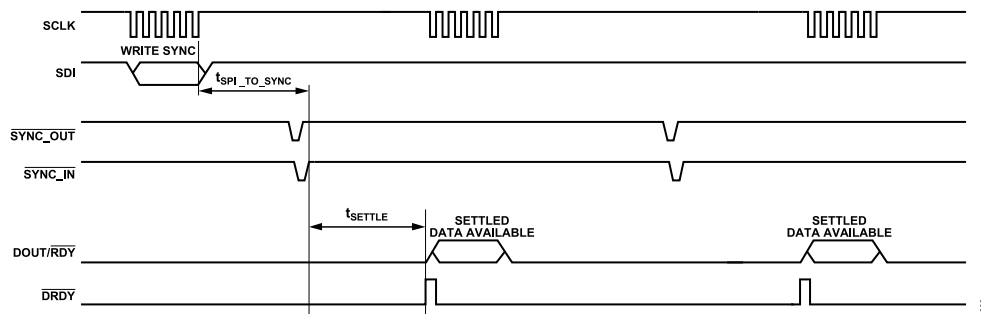 SCLK
WRITE SYNC
SDI
tSPI_TO_SYNC
SYNC_OUT
SYNC_IN
tSETTLE
SETTLED
DATA AVAILABLE
SETTLED
DATA AVAILABLE
DOUT/RDY
DRDY